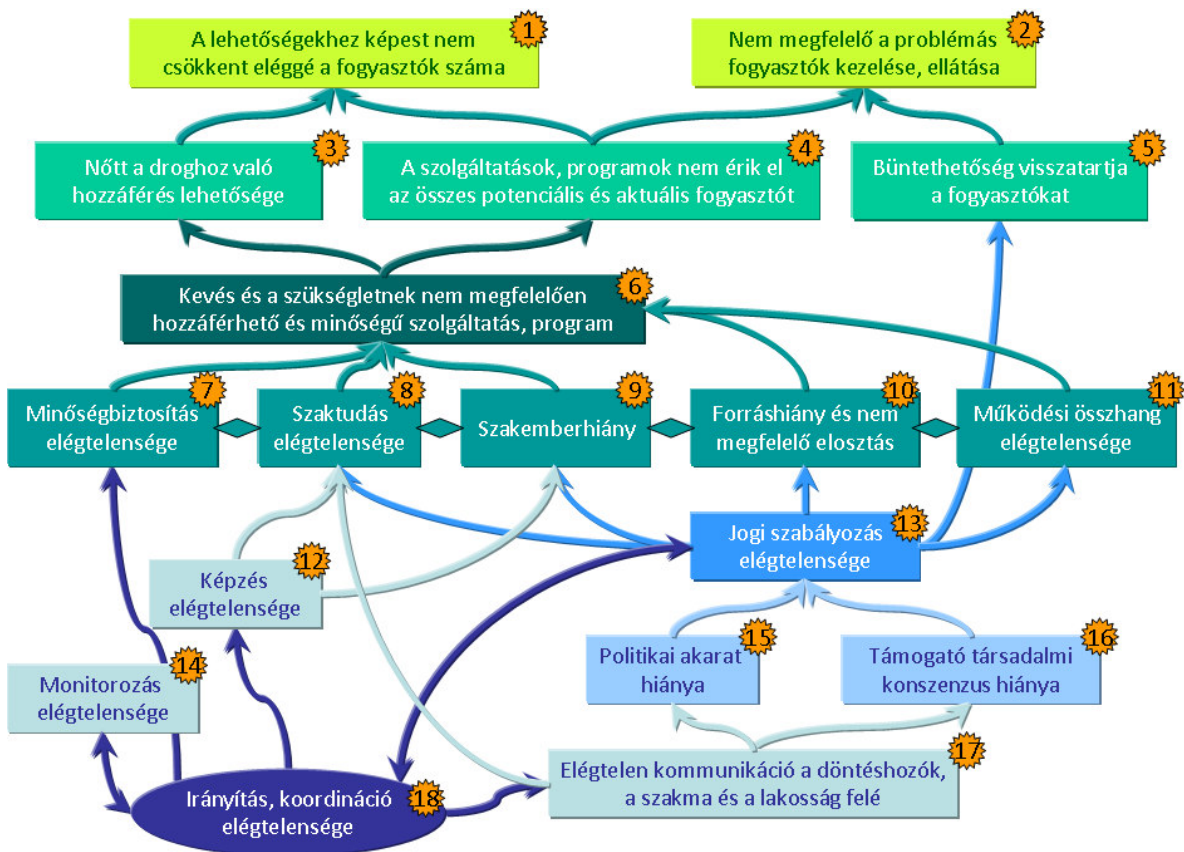 1
A lehetőségekhez képest nem
csökkent eléggé a fogyasztók száma
2
Nem megfelelő a problémás
fogyasztók kezelése, ellátása
3
Nőtt a droghoz való
hozzáférés lehetősége
4
A szolgáltatások, programok nem érik el
az összes potenciális és aktuális fogyasztót
5
Büntethetőség visszatartja
a fogyasztókat
6
Kevés és a szükségletnek nem megfelelően
hozzáférhető és minőségű szolgáltatás, program
7
Minőségbiztosítás
elégtelensége
8
Szaktudás
elégtelensége
9
Szakemberhiány
10
Forráshiány és nem
megfelelő elosztás
11
Működési összhang
elégtelensége
13
Jogi szabályozás
elégtelensége
12
Képzés
elégtelensége
15
Politikai akarat
hiánya
16
Támogató társadalmi
konszenzus hiánya
14
Monitorozás
elégtelensége
17
Elégtelen kommunikáció a döntéshozók,
a szakma és a lakosság felé
18
Irányítás, koordináció
elégtelensége